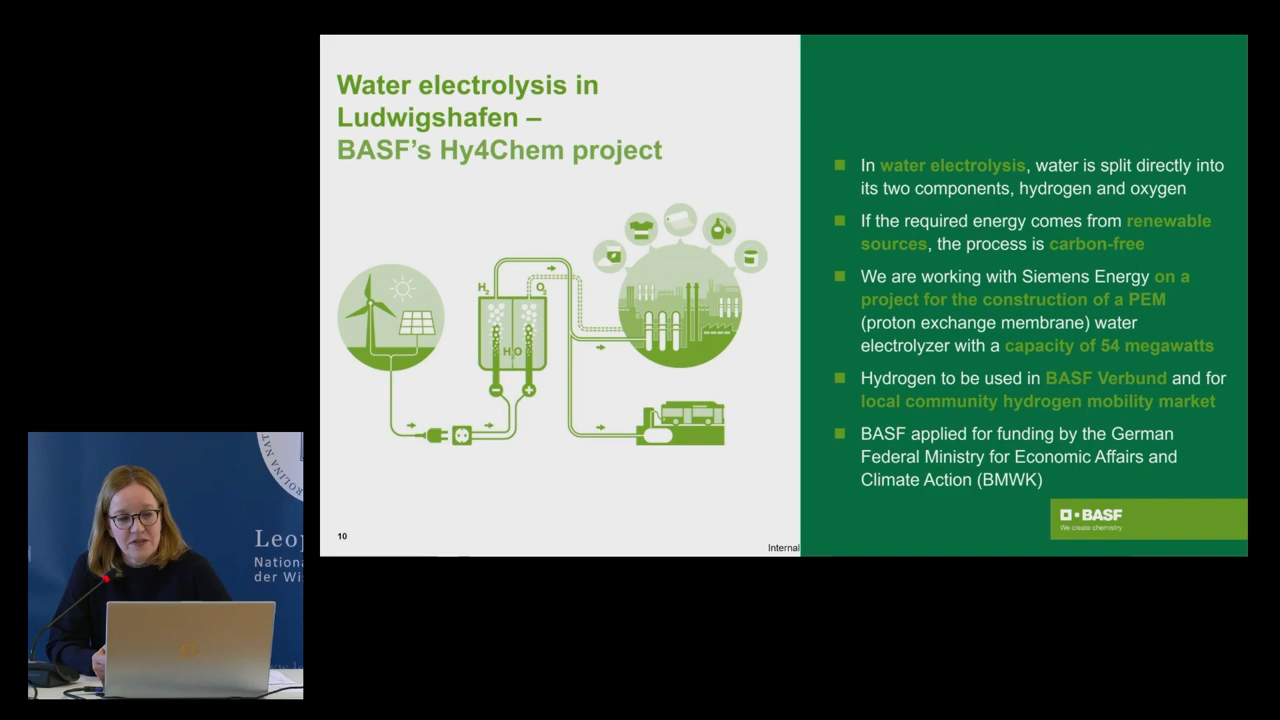 Water electrolysis in
Ludwigshafen –
BASF's Hy4Chem project
H2
O2
H2O
10
Internal
In water electrolysis, water is split directly into
its two components, hydrogen and oxygen
If the required energy comes from renewable
sources, the process is carbon-free
We are working with Siemens Energy on a
project for the construction of a PEM
(proton exchange membrane) water
electrolyzer with a capacity of 54 megawatts
Hydrogen to be used in BASF Verbund and for
local community hydrogen mobility market
BASF applied for funding by the German
Federal Ministry for Economic Affairs and
Climate Action (BMWK)
BASF
We create chemistry
ROLINA NAT
Leop
Nationa
der Wi